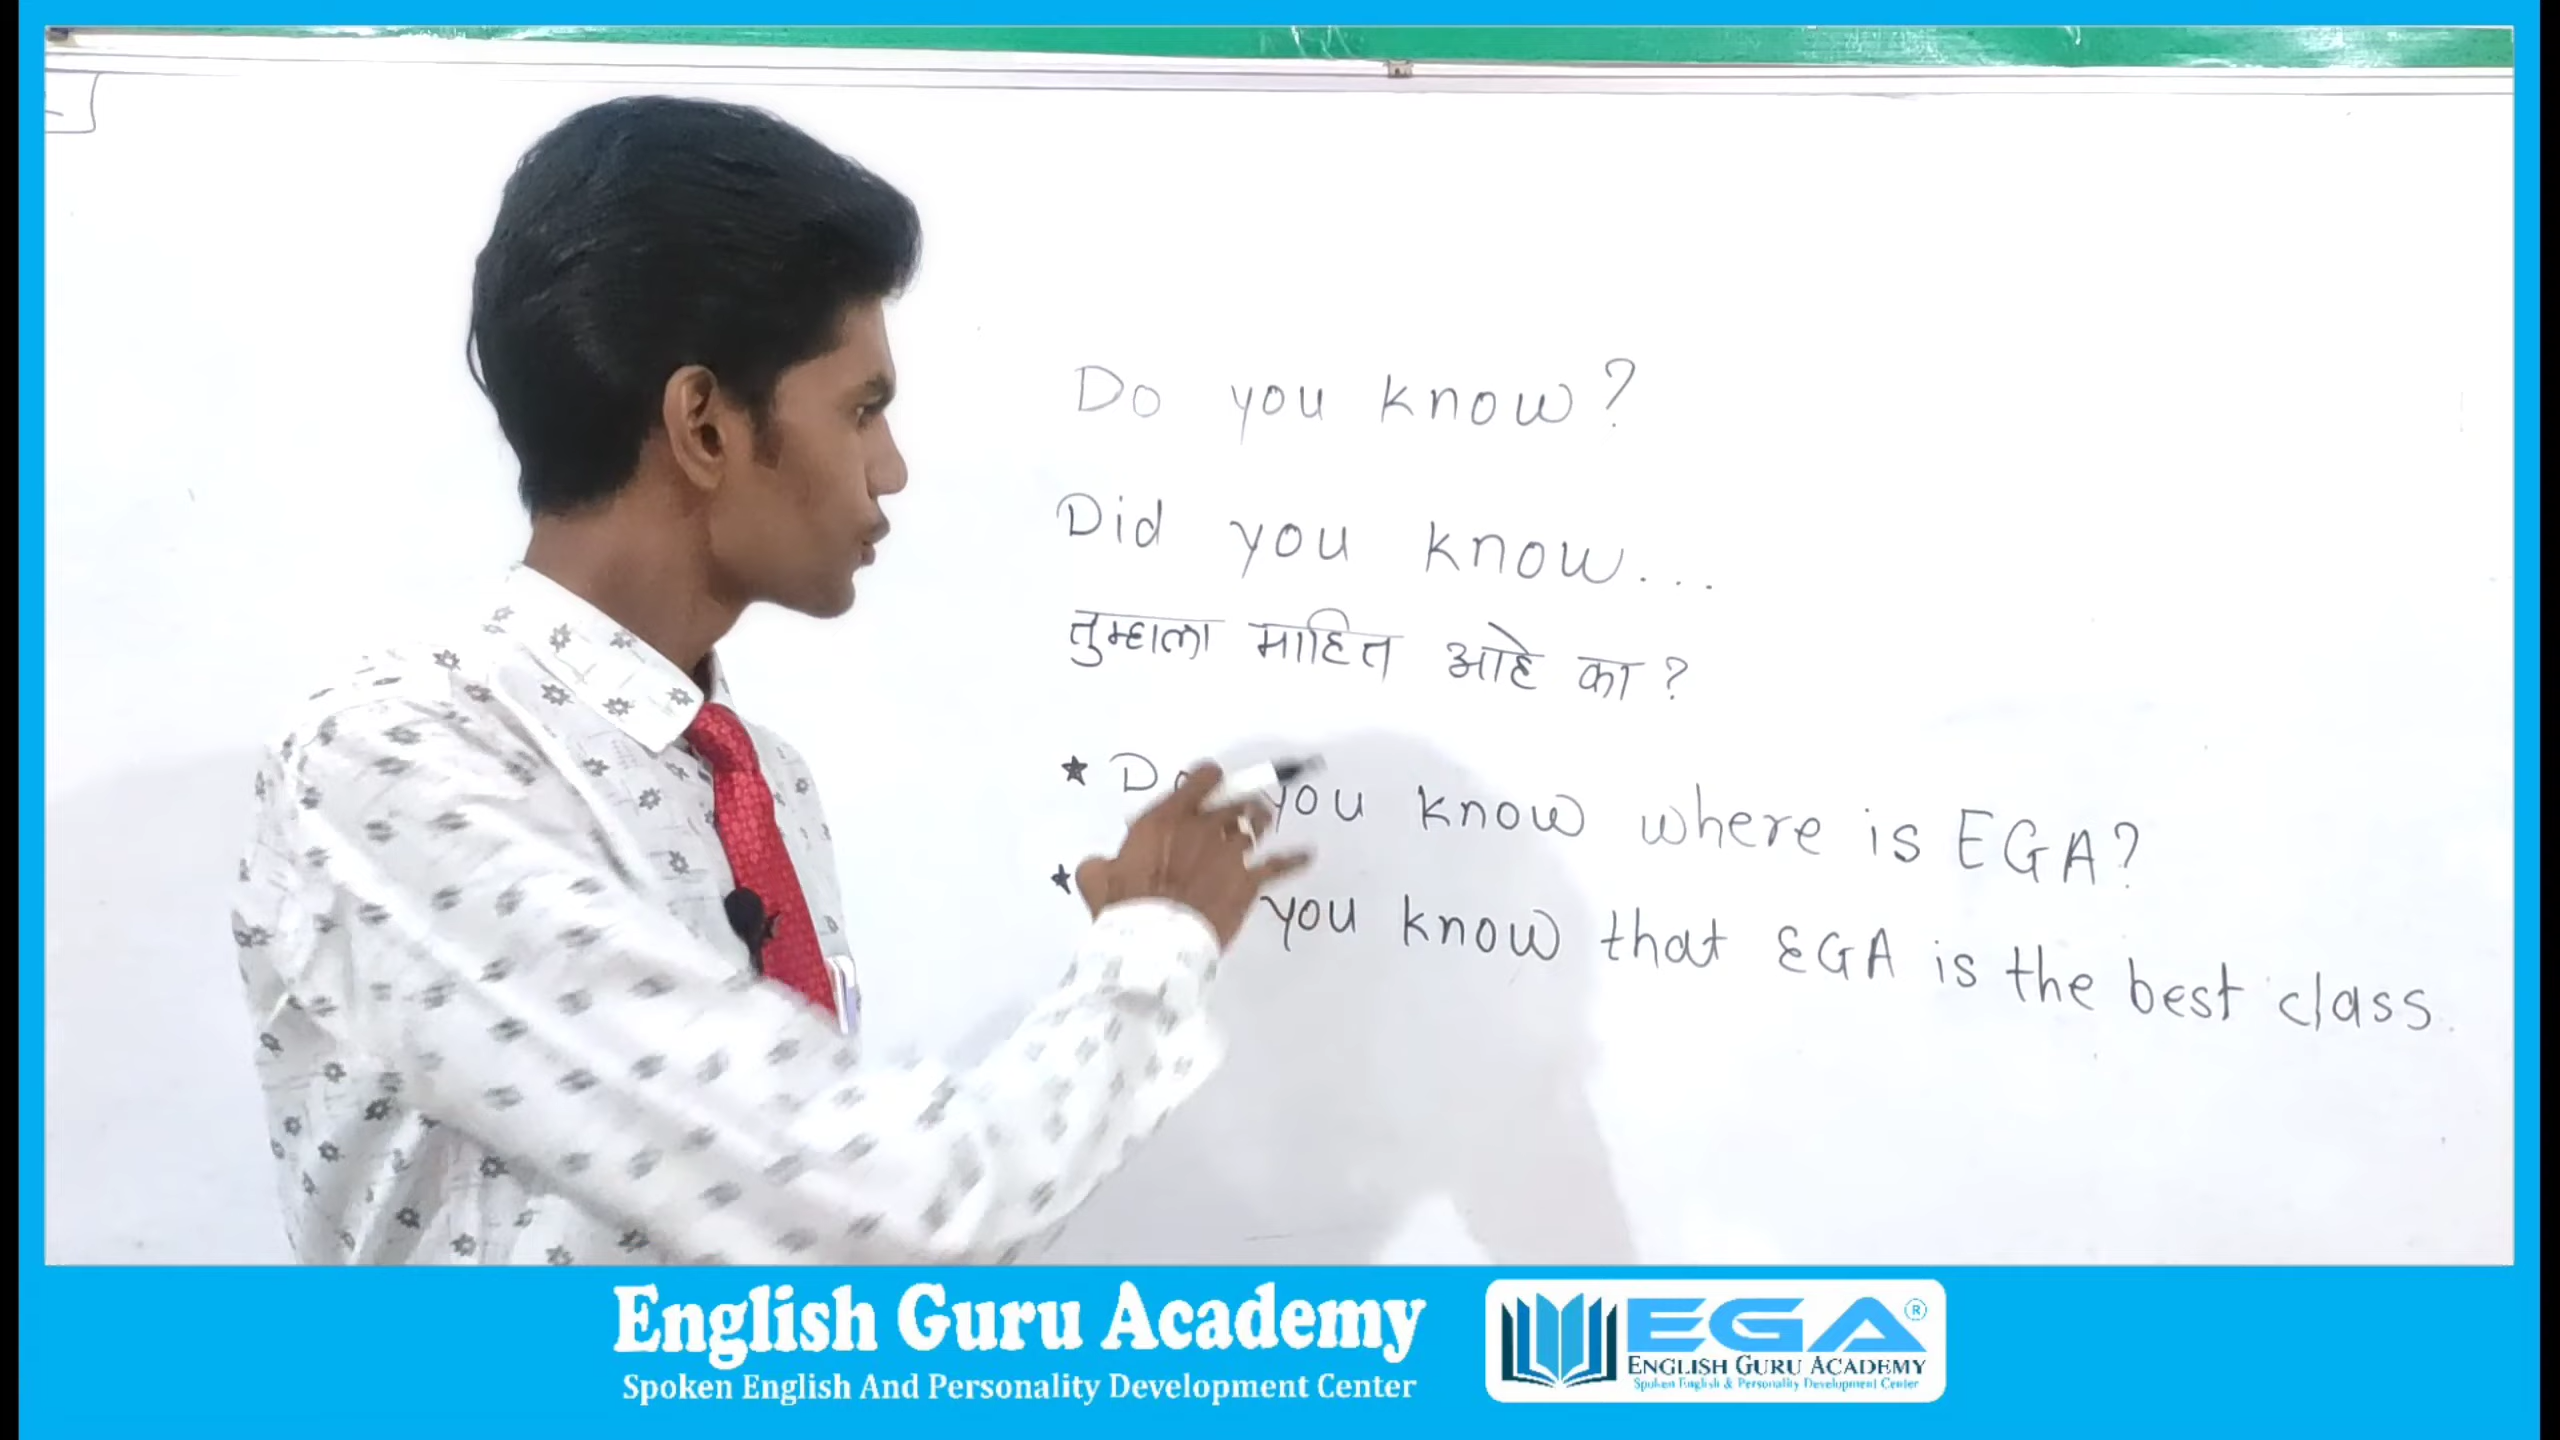 Do you know?
Did you know...
तुम्हाला माहित आहे का?
★ Do you know where is EGA?
★ you know that EGA is the best class.
English Guru Academy
Spoken English And Personality Development Center
EGA®
ENGLISH GURU ACADEMY
Spoken English & Personality Development Center